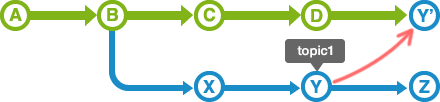 A B C D Y'
topic1
X Y Z